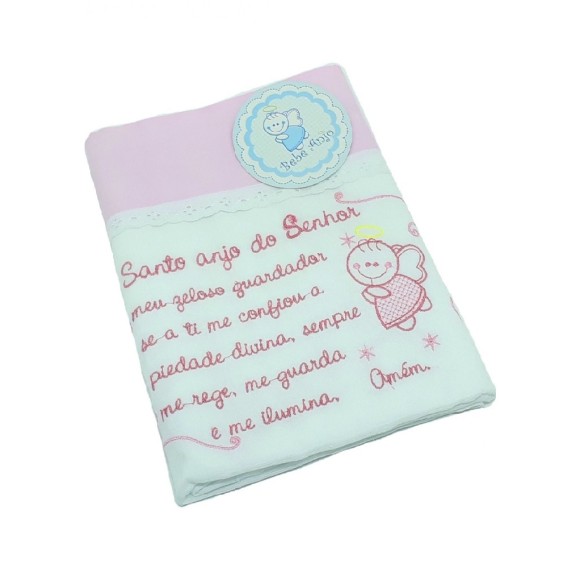 Bebê Anjo
Santo anjo do Senhor
meu zeloso guardador
se a ti me confiou a
piedade divina, sempre
me rege, me guarda
e me ilumina.
Amém.